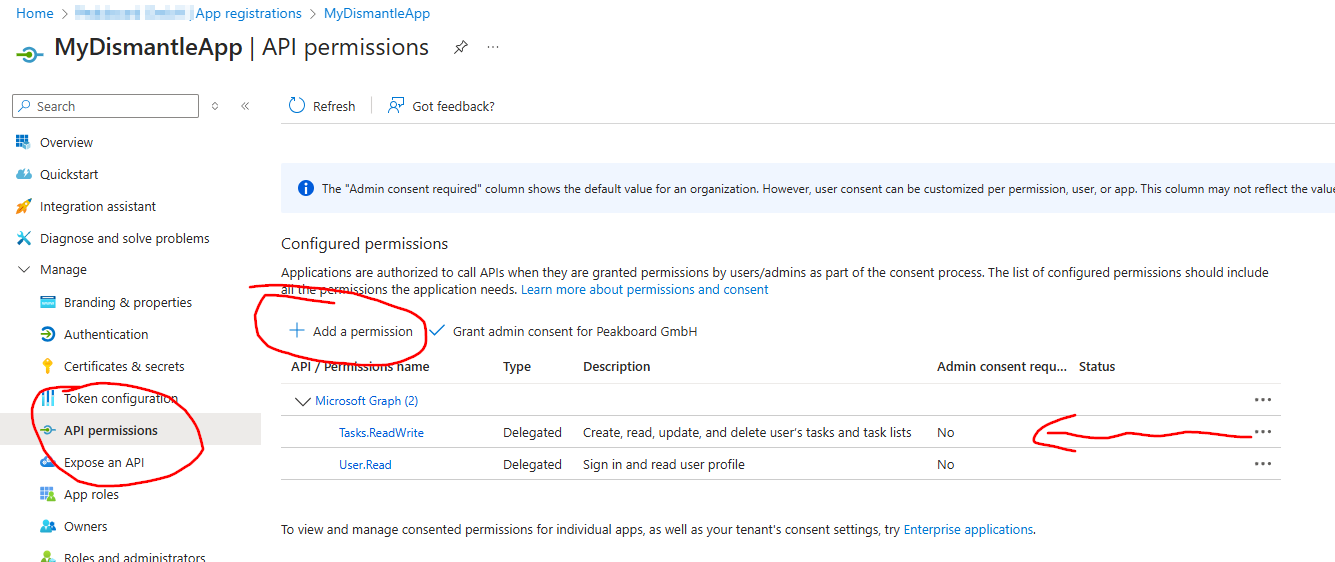 Home > App registrations > MyDismantleApp
MyDismantleApp | API permissions
Search
Refresh
Got feedback?
Overview
Quickstart
Integration assistant
Diagnose and solve problems
Manage
Branding & properties
Authentication
Certificates & secrets
Token configuration
API permissions
Expose an API
App roles
Owners
Roles and administrators
The "Admin consent required" column shows the default value for an organization. However, user consent can be customized per permission, user, or app. This column may not reflect the value
Configured permissions
Applications are authorized to call APIs when they are granted permissions by users/admins as part of the consent process. The list of configured permissions should include
all the permissions the application needs. Learn more about permissions and consent
Add a permission
Grant admin consent for Peakboard GmbH
API / Permissions name Type Description Admin consent requ... Status
Microsoft Graph (2)
Tasks.ReadWrite Delegated Create, read, update, and delete user's tasks and task lists No
User.Read Delegated Sign in and read user profile No
To view and manage consented permissions for individual apps, as well as your tenant's consent settings, try Enterprise applications.